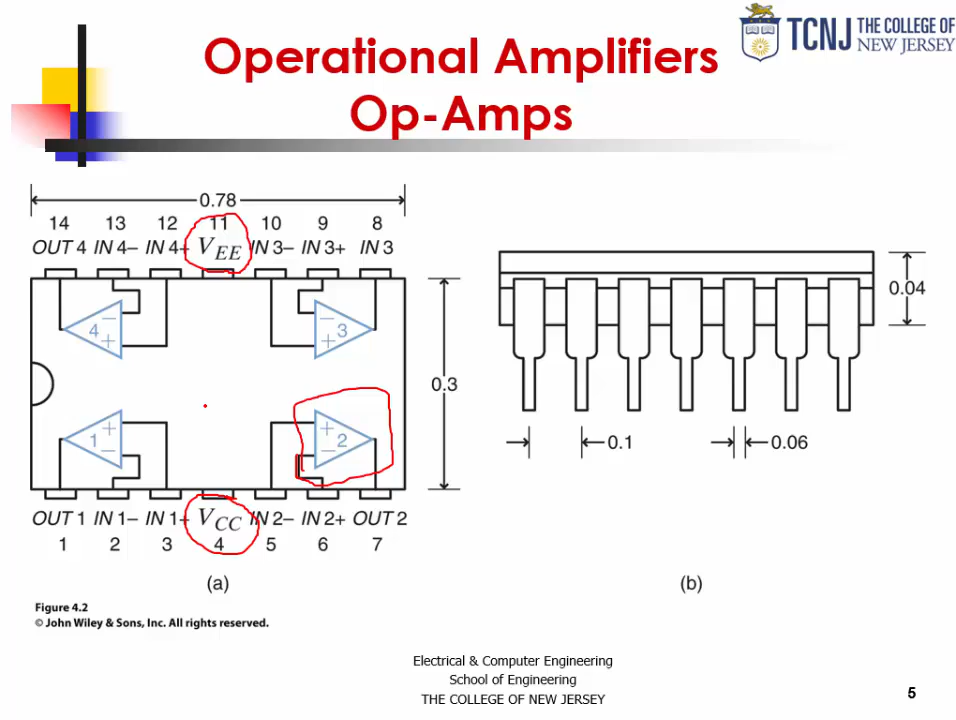 TCNJ THE COLLEGE OF
NEW JERSEY
Operational Amplifiers
Op-Amps
0.78
14 13 12 11 10 9 8
OUT 4 IN 4– IN 4+ VEE IN 3– IN 3+ IN 3
0.04
– –
4 3
+ +
0.3
+ +
1 2
– –
0.1 0.06
OUT 1 IN 1– IN 1+ VCC IN 2– IN 2+ OUT 2
1 2 3 4 5 6 7
(a) (b)
Figure 4.2
© John Wiley & Sons, Inc. All rights reserved.
Electrical & Computer Engineering
School of Engineering
THE COLLEGE OF NEW JERSEY
5